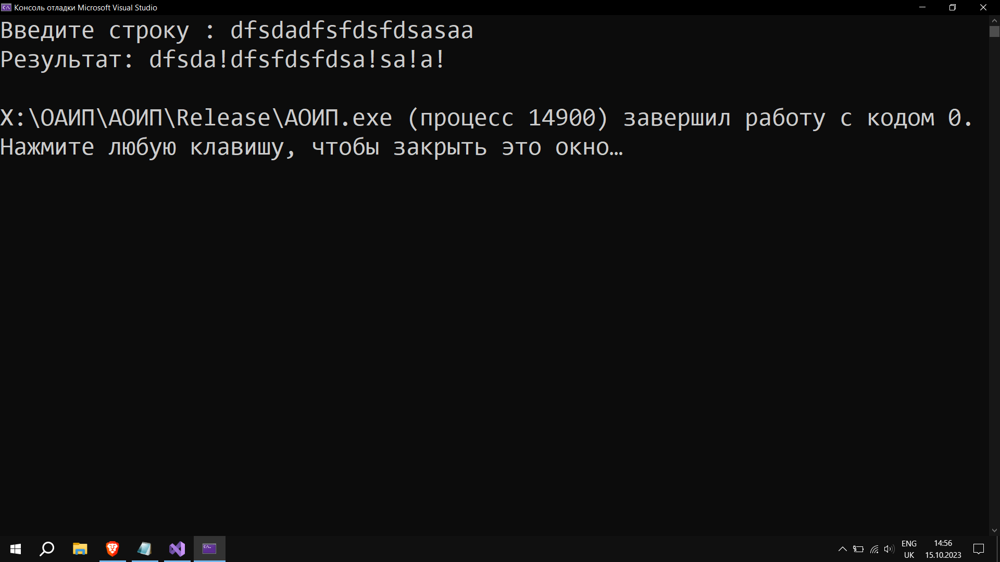 Консоль отладки Microsoft Visual Studio
Введите строку : dfsdadfsfdsfdsasaa
Результат: dfsda!dfsfdsfdsa!sa!a!
X:\ОАИП\АОИП\Release\АОИП.exe (процесс 14900) завершил работу с кодом 0.
Нажмите любую клавишу, чтобы закрыть это окно…
ENG
UK
14:56
15.10.2023